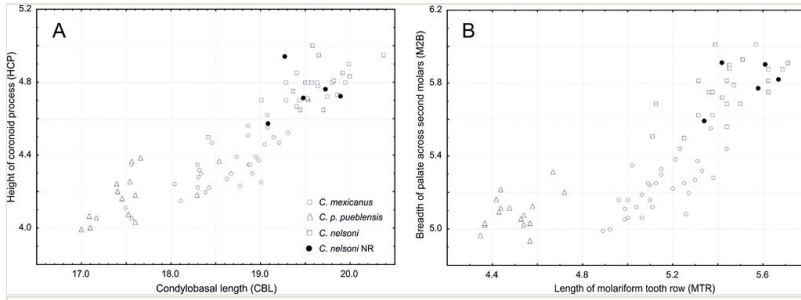 A
Height of coronoid process (HCP)
5.2
4.8
4.4
4.0
17.0
18.0
19.0
20.0
Condylobasal length (CBL)
C. mexicanus
C. p. pueblensis
C. nelsoni
C. nelsoni NR
B
Breadth of palate across second molars (M2B)
6.2
5.8
5.4
5.0
4.4
4.8
5.2
5.6
Length of molariform tooth row (MTR)